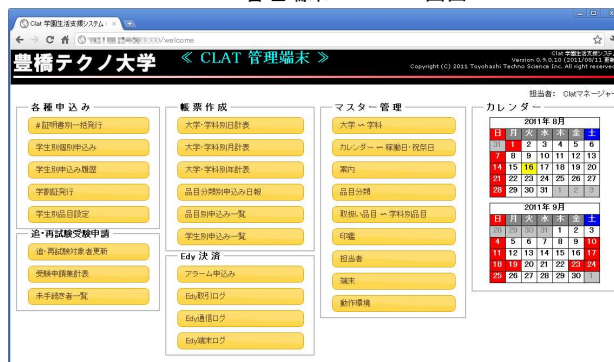 Clat 学園生活支援システム
豊橋テクノ大学
≪ CLAT 管理端末 ≫
Clat 学園生活支援システム
Version 0.9.0.10 (2011/08/11 更新
Copyright (C) 2011 Toyohashi Techno Science Inc. All right reserved
担当者: Clatマネージャー
各種申込み
#証明書別一括発行
学生別個別申込み
学生別申込み履歴
学割証発行
学生別品目設定
追・再試験受験申請
追・再試験対象者更新
受験申請集計表
未手続き者一覧
帳票作成
大学・学科別日計表
大学・学科別月計表
大学・学科別年計表
品目分類別申込み日報
品目別申込み一覧
学生別申込み一覧
Edy 決済
アラーム申込み
Edy取引ログ
Edy通信ログ
Edy端末ログ
マスター管理
大学 ∽ 学科
カレンダー ∽ 稼働日・祝祭日
案内
品目分類
取扱い品目 ∽ 学科別品目
印鑑
担当者
端末
動作環境
カレンダー
2011年 8月
日 月 火 水 木 金 土
31 1 2 3 4 5 6
7 8 9 10 11 12 13
14 15 16 17 18 19 20
21 22 23 24 25 26 27
28 29 30 31 1 2 3
2011年 9月
日 月 火 水 木 金 土
28 29 30 31 1 2 3
4 5 6 7 8 9 10
11 12 13 14 15 16 17
18 19 20 21 22 23 24
25 26 27 28 29 30 1